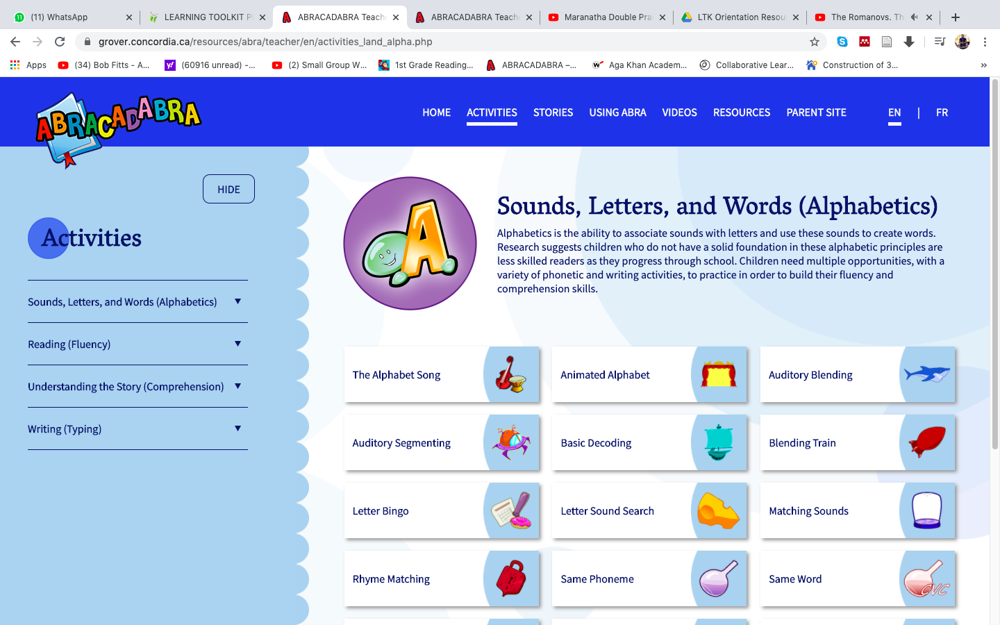 (11) WhatsApp
LEARNING TOOLKIT P
ABRACADABRA Teach
ABRACADABRA Teach
Maranatha Double Pra
LTK Orientation Resour
The Romanovs. Th
grover.concordia.ca/resources/abra/teacher/en/activities_land_alpha.php
Apps
(34) Bob Fitts - A...
(60916 unread) -...
(2) Small Group W...
1st Grade Reading...
ABRACADABRA –...
Aga Khan Academ...
Collaborative Lear...
Construction of 3...
»
ABRACADABRA
HOME ACTIVITIES STORIES USING ABRA VIDEOS RESOURCES PARENT SITE EN | FR
HIDE
Activities
Sounds, Letters, and Words (Alphabetics)
Reading (Fluency)
Understanding the Story (Comprehension)
Writing (Typing)
A
Sounds, Letters, and Words (Alphabetics)
Alphabetics is the ability to associate sounds with letters and use these sounds to create words.
Research suggests children who do not have a solid foundation in these alphabetic principles are
less skilled readers as they progress through school. Children need multiple opportunities, with a
variety of phonetic and writing activities, to practice in order to build their fluency and
comprehension skills.
The Alphabet Song
Animated Alphabet
Auditory Blending
Auditory Segmenting
Basic Decoding
Blending Train
Letter Bingo
Letter Sound Search
Matching Sounds
Rhyme Matching
Same Phoneme
Same Word
CVC